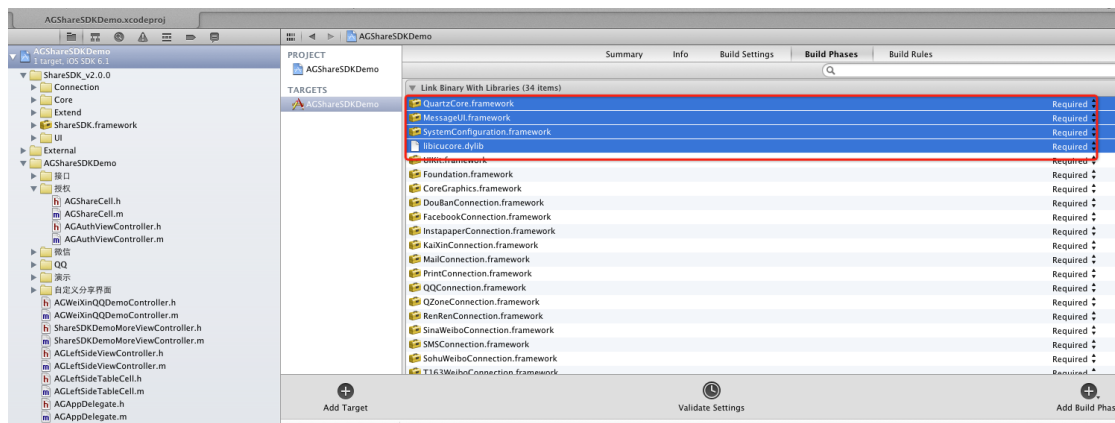 AGShareSDKDemo.xcodeproj
AGShareSDKDemo
1 target, iOS SDK 6.1
ShareSDK_v2.0.0
Connection
Core
Extend
ShareSDK.framework
UI
External
AGShareSDKDemo
接口
授权
AGShareCell.h
AGShareCell.m
AGAuthViewController.h
AGAuthViewController.m
微信
QQ
演示
自定义分享界面
AGWeiXinQQDemoController.h
AGWeiXinQQDemoController.m
ShareSDKDemoMoreViewController.h
ShareSDKDemoMoreViewController.m
AGLeftSideViewController.h
AGLeftSideViewController.m
AGLeftSideTableCell.h
AGLeftSideTableCell.m
AGAppDelegate.h
AGAppDelegate.m
AGShareSDKDemo
PROJECT
AGShareSDKDemo
TARGETS
AGShareSDKDemo
Summary Info Build Settings Build Phases Build Rules
Link Binary With Libraries (34 items)
QuartzCore.framework Required
MessageUI.framework Required
SystemConfiguration.framework Required
libicucore.dylib Required
UIKit.framework Required
Foundation.framework Required
CoreGraphics.framework Required
DouBanConnection.framework Required
FacebookConnection.framework Required
InstapaperConnection.framework Required
KaiXinConnection.framework Required
MailConnection.framework Required
PrintConnection.framework Required
QQConnection.framework Required
QZoneConnection.framework Required
RenRenConnection.framework Required
SinaWeiboConnection.framework Required
SMSConnection.framework Required
SohuWeiboConnection.framework Required
T163WeiboConnection.framework Required
Add Target Validate Settings Add Build Phas